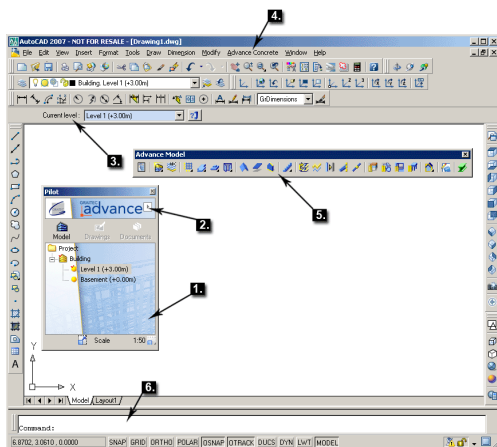 4.
AutoCAD 2007 - NOT FOR RESALE - [Drawing1.dwg]
File Edit View Insert Format Tools Draw Dimension Modify Advance Concrete Window Help
Building, Level 1 (+3.00m)
GrDimensions
Current level : Level 1 (+3.00m)
3.
Advance Model
5.
Pilot
GRAITEC
advance
2.
Model Drawings Documents
Project
Building
Level 1 (+3.00m)
Basement (+0.00m)
1.
Scale 1:50
Y
X
A
Model Layout1
6.
Command:
6.8702, 3.0610, 0.0000 SNAP GRID ORTHO POLAR OSNAP OTRACK DUCS DYN LWT MODEL